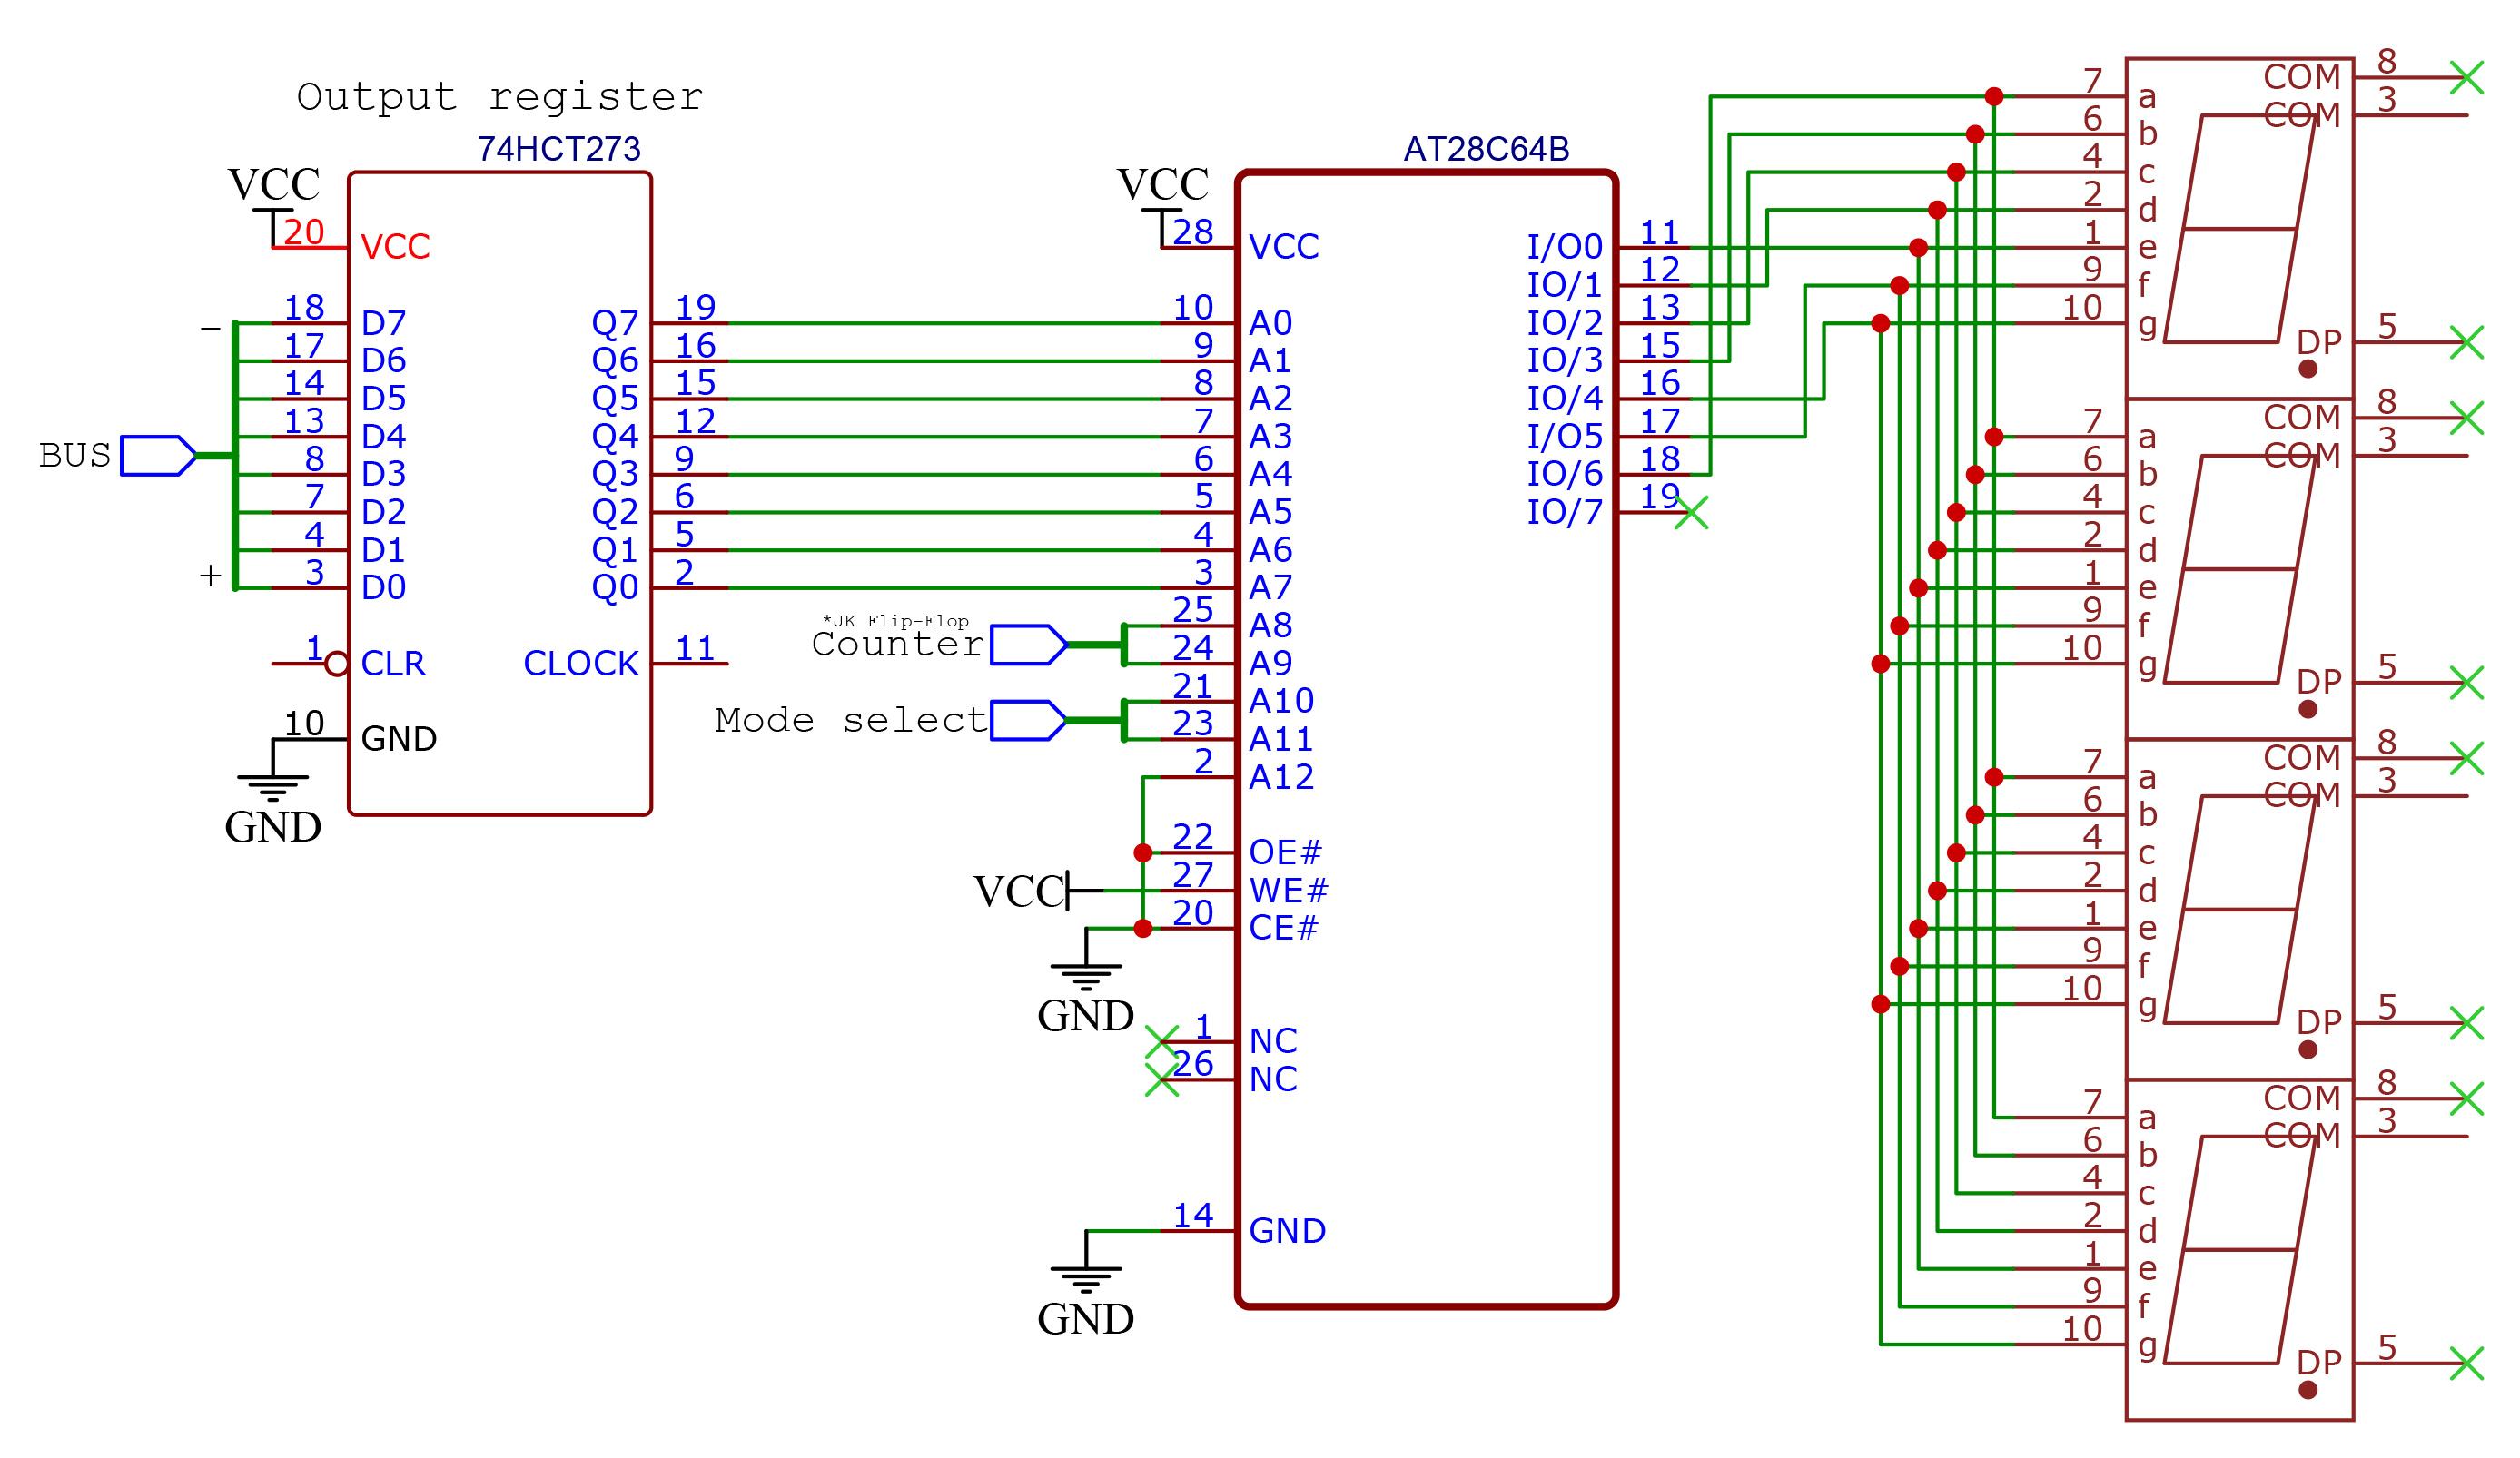 Output register
74HCT273
VCC
20 VCC
−
18 D7 Q7 19
17 D6 Q6 16
14 D5 Q5 15
13 D4 Q4 12
BUS
8 D3 Q3 9
7 D2 Q2 6
4 D1 Q1 5
+
3 D0 Q0 2
1 CLR CLOCK 11
10 GND
GND
AT28C64B
VCC
28 VCC
10 A0
9 A1
8 A2
7 A3
6 A4
5 A5
4 A6
3 A7
*JK Flip-Flop
Counter
25 A8
24 A9
Mode select
21 A10
23 A11
2 A12
22 OE#
VCC
27 WE#
20 CE#
GND
1 NC
26 NC
14 GND
GND
I/O0 11
IO/1 12
IO/2 13
IO/3 15
IO/4 16
I/O5 17
IO/6 18
IO/7 19
COM 8
7 a
COM 3
6 b
4 c
2 d
1 e
9 f
10 g
DP 5
COM 8
7 a
COM 3
6 b
4 c
2 d
1 e
9 f
10 g
DP 5
COM 8
7 a
COM 3
6 b
4 c
2 d
1 e
9 f
10 g
DP 5
COM 8
7 a
COM 3
6 b
4 c
2 d
1 e
9 f
10 g
DP 5